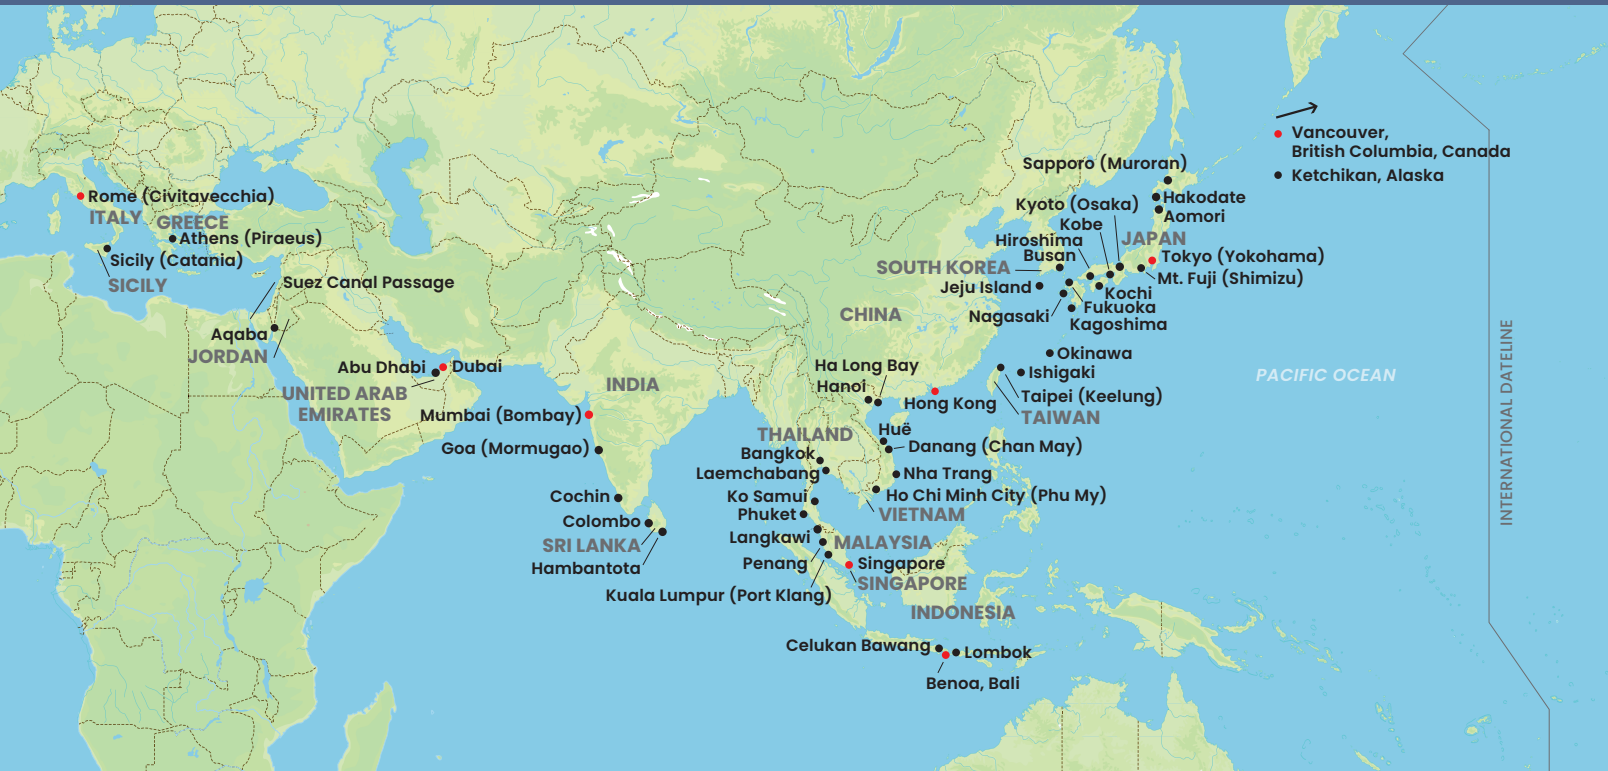 Vancouver,
British Columbia, Canada
Ketchikan, Alaska
Sapporo (Muroran)
Hakodate
Aomori
Kyoto (Osaka)
Kobe
Hiroshima
Busan
JAPAN
Tokyo (Yokohama)
Mt. Fuji (Shimizu)
SOUTH KOREA
Jeju Island
Kochi
Fukuoka
Nagasaki
Kagoshima
Rome (Civitavecchia)
ITALY
GREECE
Athens (Piraeus)
Sicily (Catania)
SICILY
Suez Canal Passage
Aqaba
JORDAN
Abu Dhabi
Dubai
UNITED ARAB
EMIRATES
INDIA
Mumbai (Bombay)
Goa (Mormugao)
Cochin
Colombo
SRI LANKA
Hambantota
CHINA
Okinawa
Ishigaki
Taipei (Keelung)
TAIWAN
Ha Long Bay
Hanoi
Hong Kong
PACIFIC OCEAN
INTERNATIONAL DATELINE
THAILAND
Bangkok
Laemchabang
Ko Samui
Phuket
Langkawi
Penang
Kuala Lumpur (Port Klang)
Huë
Danang (Chan May)
Nha Trang
Ho Chi Minh City (Phu My)
VIETNAM
MALAYSIA
Singapore
SINGAPORE
INDONESIA
Celukan Bawang
Lombok
Benoa, Bali